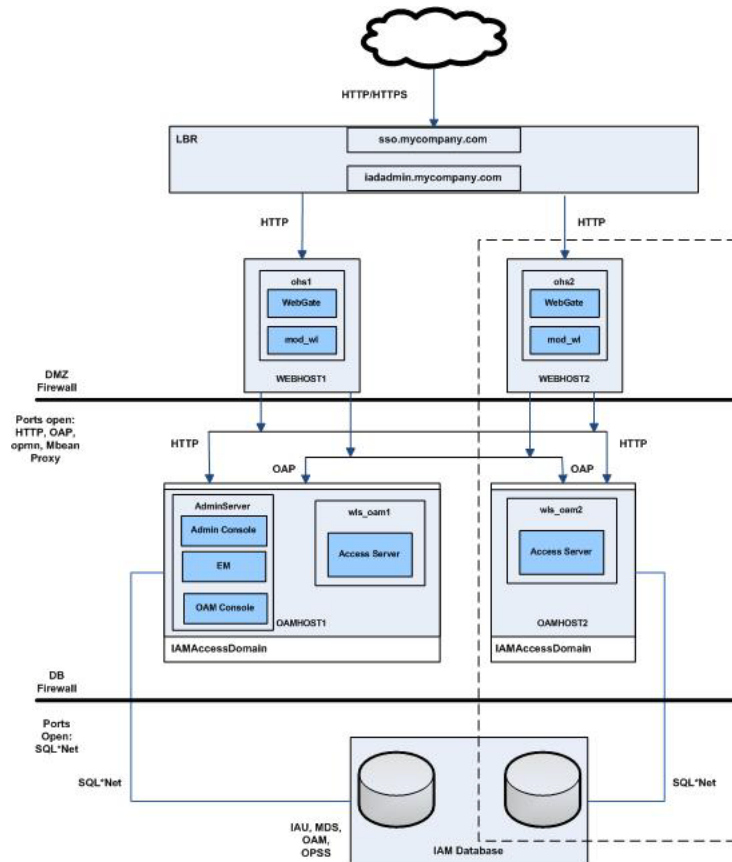 HTTP/HTTPS
LBR
sso.mycompany.com
iadadmin.mycompany.com
HTTP
HTTP
ohs1
WebGate
mod_wl
WEBHOST1
ohs2
WebGate
mod_wl
WEBHOST2
DMZ
Firewall
Ports open:
HTTP, OAP,
opmn, Mbean
Proxy
HTTP
HTTP
OAP
OAP
AdminServer
Admin Console
EM
OAM Console
wls_oam1
Access Server
OAMHOST1
IAMAccessDomain
wls_oam2
Access Server
OAMHOST2
IAMAccessDomain
DB
Firewall
Ports
Open:
SQL*Net
SQL*Net
SQL*Net
IAU, MDS,
OAM,
OPSS
IAM Database